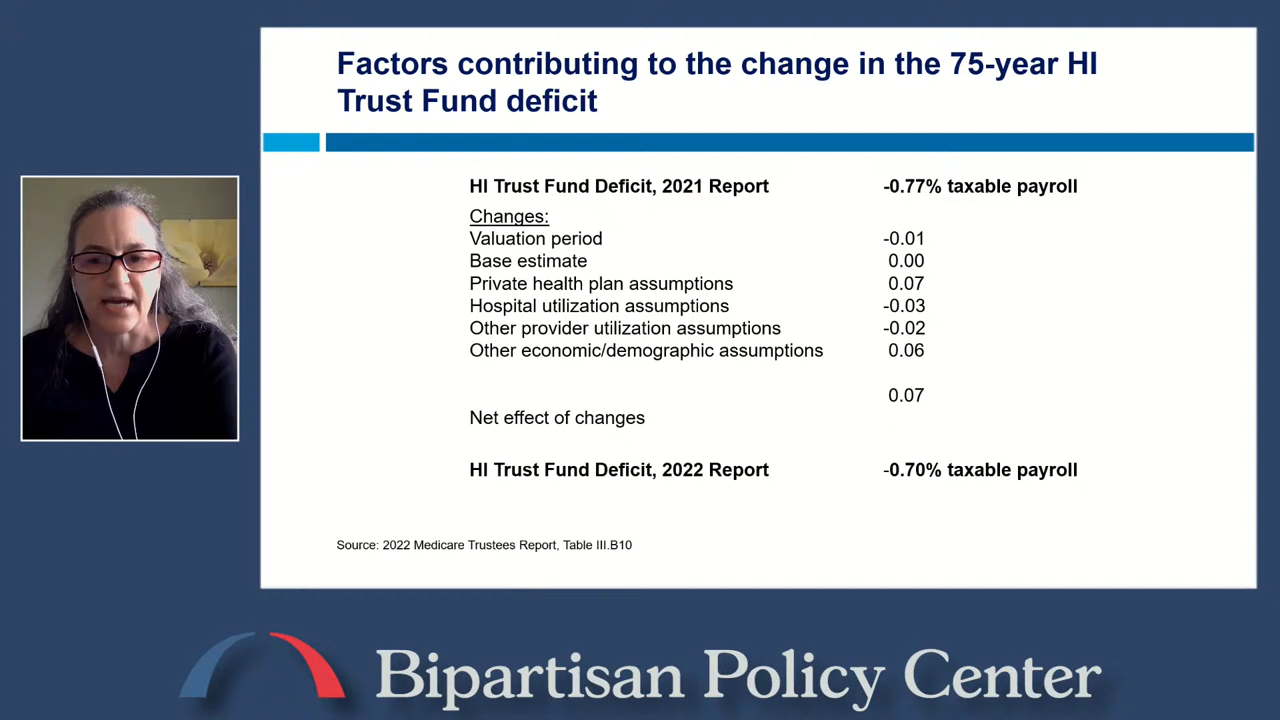 Factors contributing to the change in the 75-year HI
Trust Fund deficit
HI Trust Fund Deficit, 2021 Report -0.77% taxable payroll
Changes:
Valuation period -0.01
Base estimate 0.00
Private health plan assumptions 0.07
Hospital utilization assumptions -0.03
Other provider utilization assumptions -0.02
Other economic/demographic assumptions 0.06
0.07
Net effect of changes
HI Trust Fund Deficit, 2022 Report -0.70% taxable payroll
Source: 2022 Medicare Trustees Report, Table III.B10
Bipartisan Policy Center